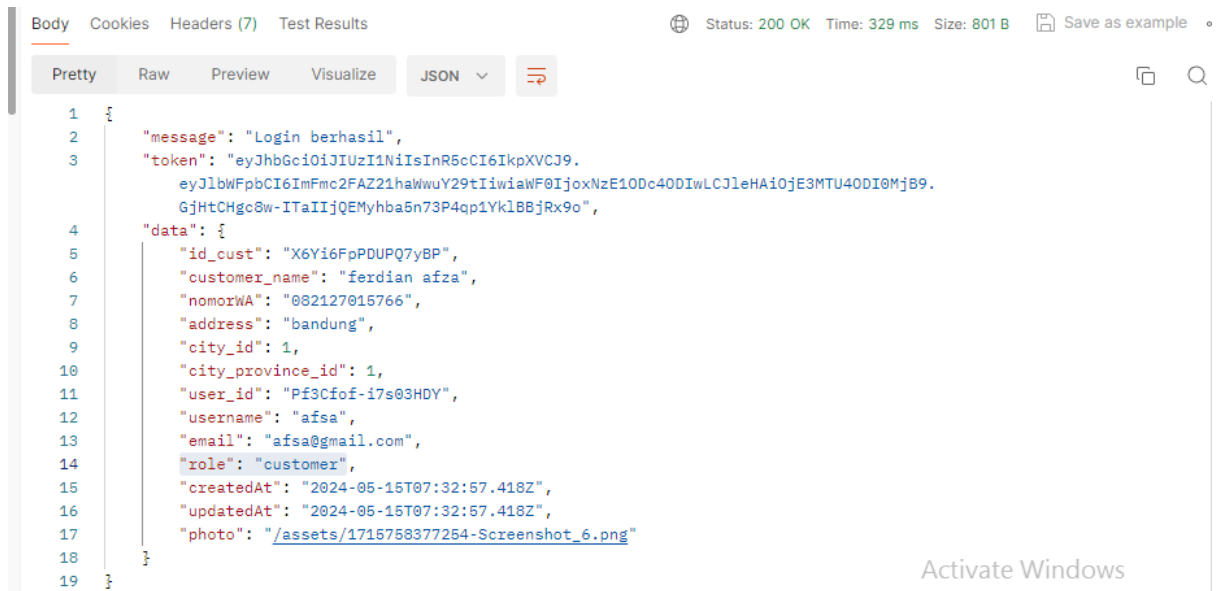 Body Cookies Headers (7) Test Results Status: 200 OK Time: 329 ms Size: 801 B Save as example
Pretty Raw Preview Visualize JSON
1 {
2 "message": "Login berhasil",
3 "token": "eyJhbGciOiJIUzI1NiIsInR5cCI6IkpXVCJ9.
eyJlbWFpbCI6ImFmc2FAZ21haWwuY29tIiwiaWF0IjoxNzE1ODc4ODIwLCJleHAiOjE3MTU4ODI0MjB9.
GjHtCHgc8w-ITaIIjQEMyhba5n73P4qp1YklBBjRx9o",
4 "data": {
5 "id_cust": "X6Yi6FpPDUPQ7yBP",
6 "customer_name": "ferdian afza",
7 "nomorWA": "082127015766",
8 "address": "bandung",
9 "city_id": 1,
10 "city_province_id": 1,
11 "user_id": "Pf3Cfof-i7s03HDY",
12 "username": "afsa",
13 "email": "afsa@gmail.com",
14 "role": "customer",
15 "createdAt": "2024-05-15T07:32:57.418Z",
16 "updatedAt": "2024-05-15T07:32:57.418Z",
17 "photo": "/assets/1715758377254-Screenshot_6.png"
18 }
19 }
Activate Windows